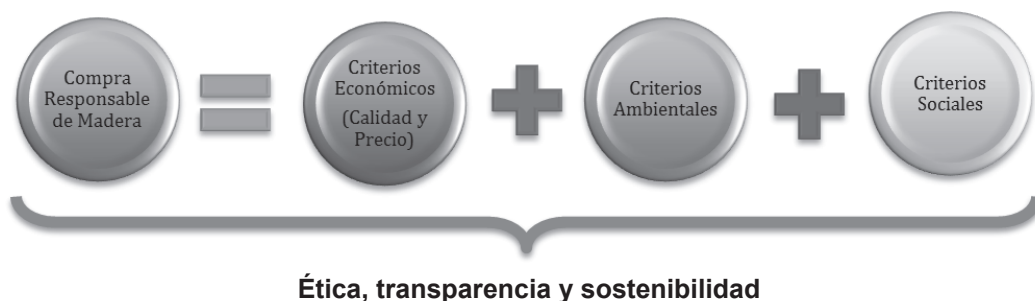 Compra
Responsable
de Madera
Criterios
Económicos
(Calidad y
Precio)
Criterios
Ambientales
Criterios
Sociales
Ética, transparencia y sostenibilidad